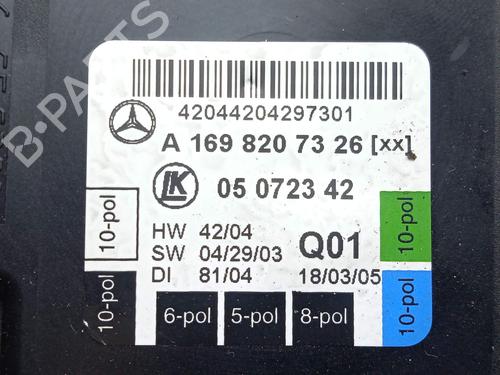 42044204297301
A 169 820 73 26 [xx]
LK
05 0723 42
HW 42/04
SW 04/29/03
DI 81/04
Q01
18/03/05
10-pol
10-pol
10-pol
10-pol
6-pol
5-pol
8-pol
B-PARTS